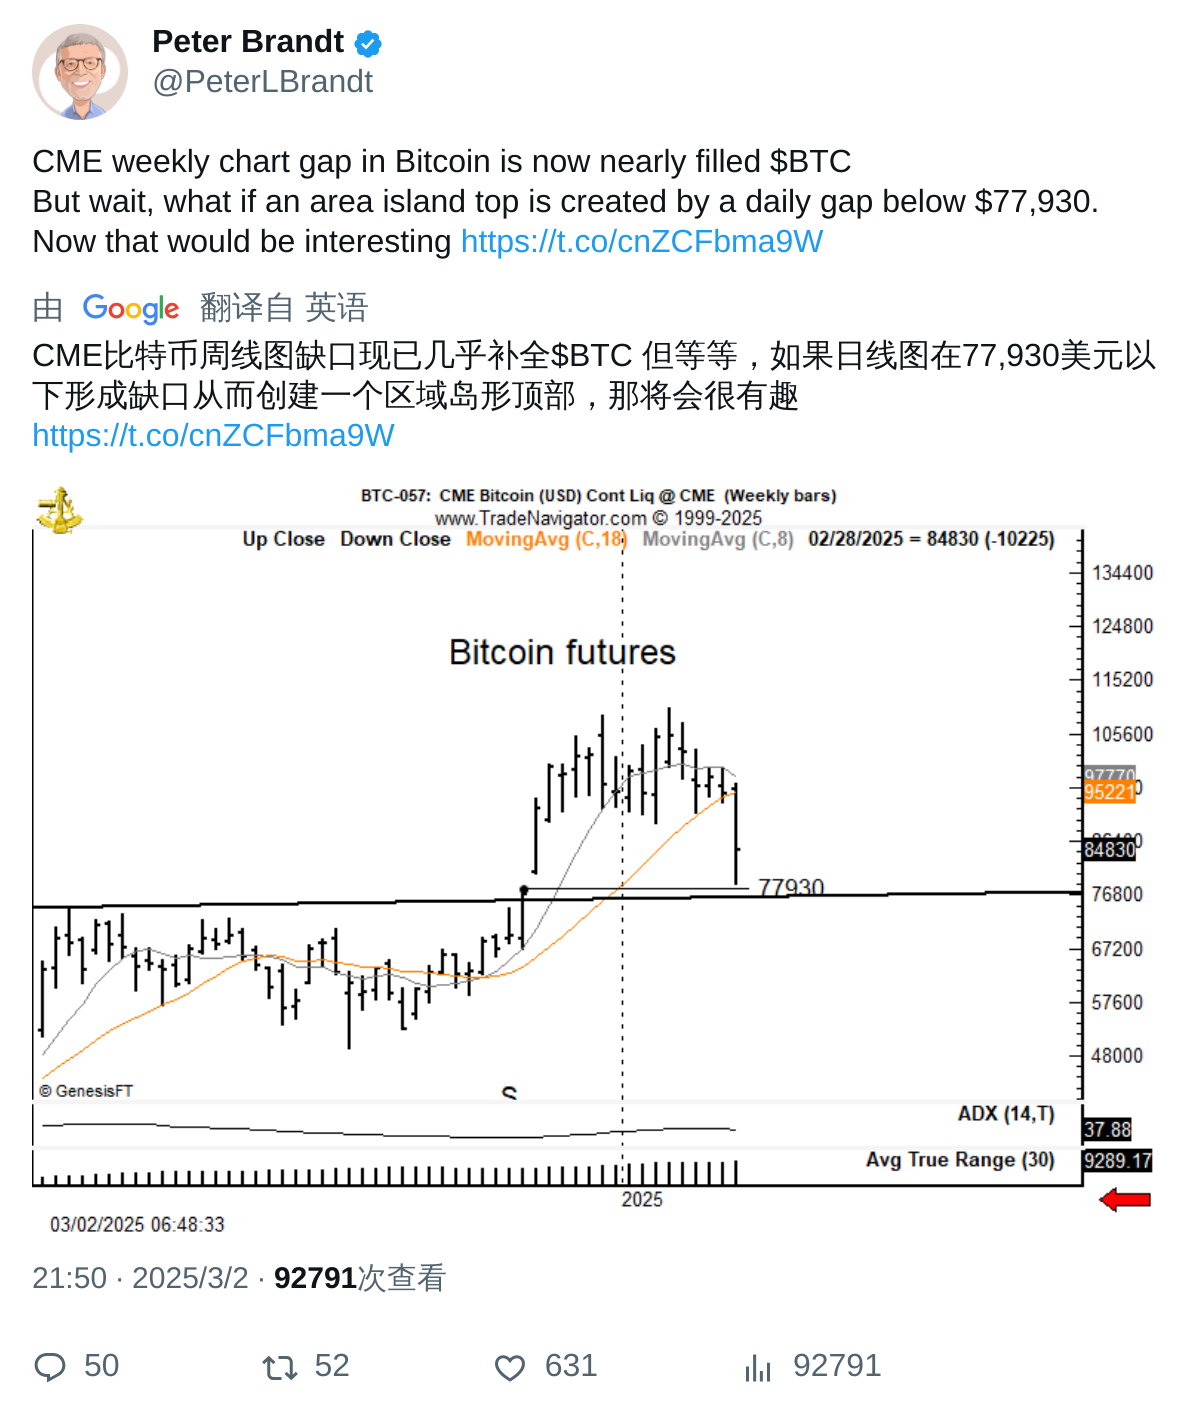 Peter Brandt
@PeterLBrandt
CME weekly chart gap in Bitcoin is now nearly filled $BTC
But wait, what if an area island top is created by a daily gap below $77,930.
Now that would be interesting https://t.co/cnZCFbma9W
由 Google 翻译自 英语
CME比特币周线图缺口现已几乎补全$BTC 但等等，如果日线图在77,930美元以
下形成缺口从而创建一个区域岛形顶部，那将会很有趣
https://t.co/cnZCFbma9W
BTC-057: CME Bitcoin (USD) Cont Liq @ CME (Weekly bars)
www.TradeNavigator.com © 1999-2025
Up Close Down Close MovingAvg (C,18) MovingAvg (C,8) 02/28/2025 = 84830 (-10225)
134400
124800
Bitcoin futures
115200
105600
97770
95221
84830
77930
76800
67200
57600
48000
© GenesisFT
S
ADX (14,T)
37.88
Avg True Range (30)
9289.17
2025
03/02/2025 06:48:33
21:50 · 2025/3/2 · 92791次查看
50 52 631 92791